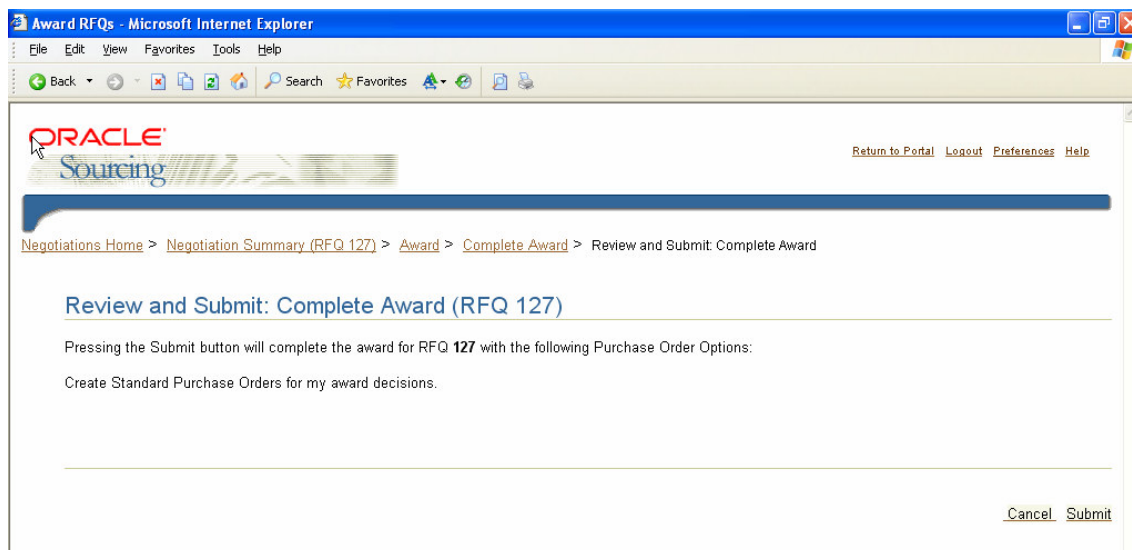 Award RFQs - Microsoft Internet Explorer
File Edit View Favorites Tools Help
Back Search Favorites
ORACLE
Sourcing
Return to Portal Logout Preferences Help
Negotiations Home > Negotiation Summary (RFQ 127) > Award > Complete Award > Review and Submit: Complete Award
Review and Submit: Complete Award (RFQ 127)
Pressing the Submit button will complete the award for RFQ 127 with the following Purchase Order Options:
Create Standard Purchase Orders for my award decisions.
Cancel Submit